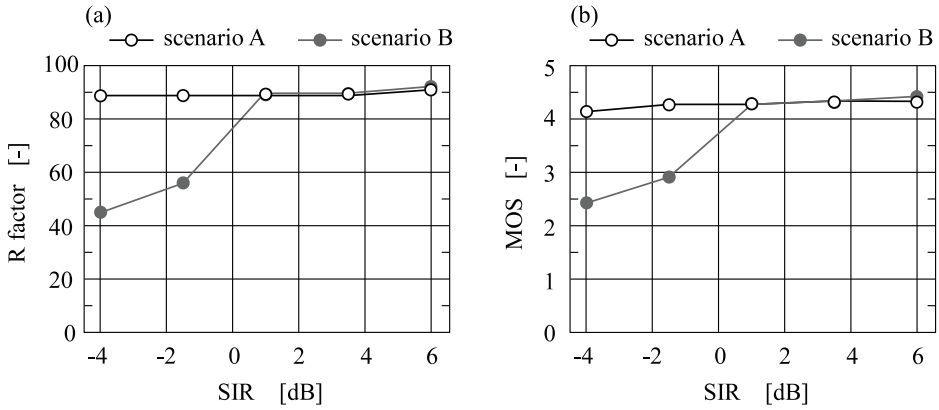 (a)
scenario A scenario B
100
80
60
40
20
0
R factor [-]
-4 -2 0 2 4 6
SIR [dB]
(b)
scenario A scenario B
5
4
3
2
1
0
MOS [-]
-4 -2 0 2 4 6
SIR [dB]